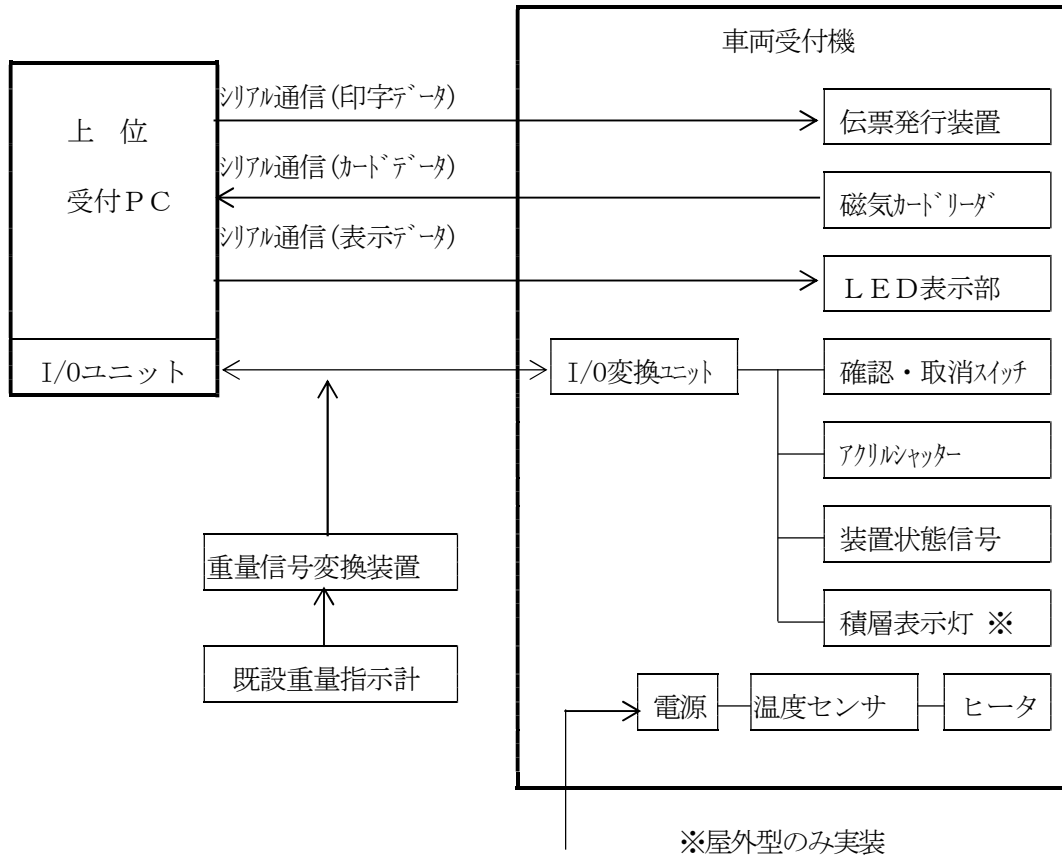 車両受付機
シリアル通信(印字ﾃﾞｰﾀ)
伝票発行装置
上　位
受付ＰＣ
シリアル通信(ｶｰﾄﾞﾃﾞｰﾀ)
磁気ｶｰﾄﾞﾘｰﾀﾞ
シリアル通信(表示ﾃﾞｰﾀ)
ＬＥＤ表示部
I/Oユニット
I/O変換ﾕﾆｯﾄ
確認・取消ｽｲｯﾁ
ｱｸﾘﾙｼｬｯﾀｰ
装置状態信号
重量信号変換装置
積層表示灯 ※
既設重量指示計
電源
温度センサ
ヒータ
※屋外型のみ実装